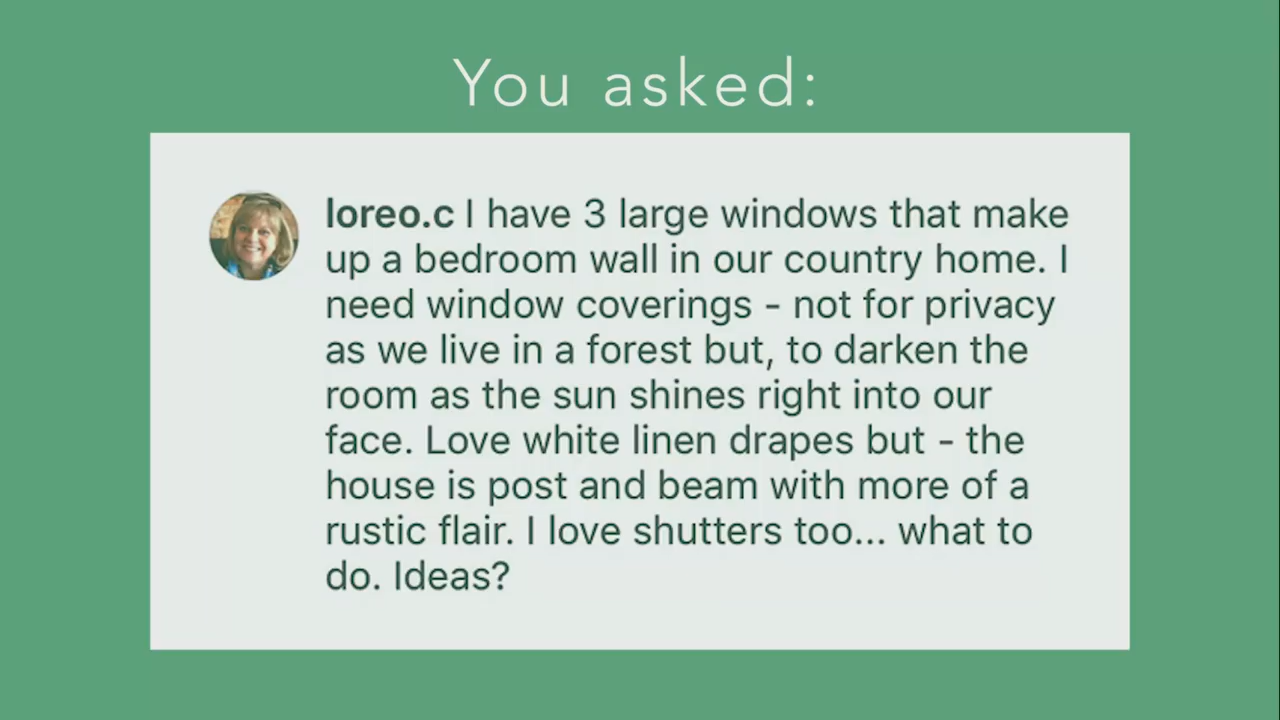 You asked:
loreo.c I have 3 large windows that make
up a bedroom wall in our country home. I
need window coverings - not for privacy
as we live in a forest but, to darken the
room as the sun shines right into our
face. Love white linen drapes but - the
house is post and beam with more of a
rustic flair. I love shutters too... what to
do. Ideas?